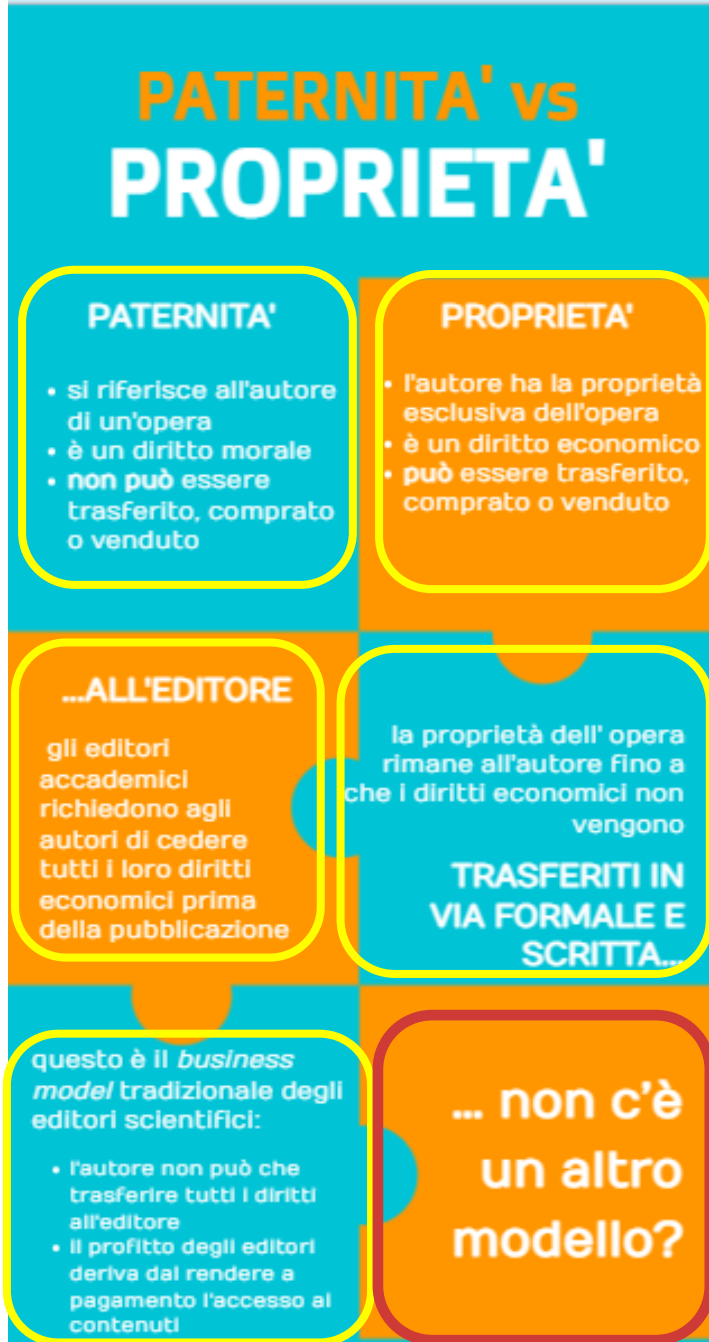 PATERNITA' vs
PROPRIETA'
PATERNITA'
• si riferisce all'autore
di un'opera
• è un diritto morale
• non può essere
trasferito, comprato
o venduto
PROPRIETA'
• l'autore ha la proprietà
esclusiva dell'opera
• è un diritto economico
• può essere trasferito,
comprato o venduto
la proprietà dell' opera
rimane all'autore fino a
che i diritti economici non
vengono
TRASFERITI IN
VIA FORMALE E
SCRITTA...
...ALL'EDITORE
gli editori
accademici
richiedono agli
autori di cedere
tutti i loro diritti
economici prima
della pubblicazione
questo è il business
model tradizionale degli
editori scientifici:
• l'autore non può che
trasferire tutti i diritti
all'editore
• il profitto degli editori
deriva dal rendere a
pagamento l'accesso ai
contenuti
... non c'è
un altro
modello?